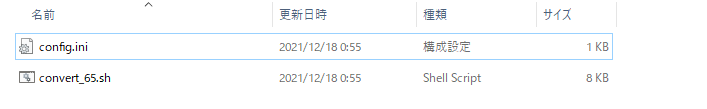 名前 更新日時 種類 サイズ
config.ini 2021/12/18 0:55 構成設定 1 KB
convert_65.sh 2021/12/18 0:55 Shell Script 8 KB